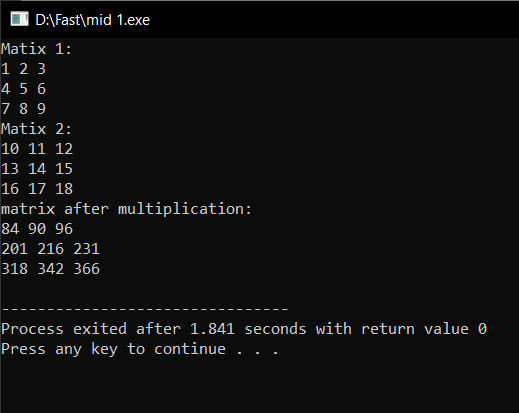 D:\Fast\mid 1.exe
Matix 1:
1 2 3
4 5 6
7 8 9
Matix 2:
10 11 12
13 14 15
16 17 18
matrix after multiplication:
84 90 96
201 216 231
318 342 366
--------------------------------
Process exited after 1.841 seconds with return value 0
Press any key to continue . . .